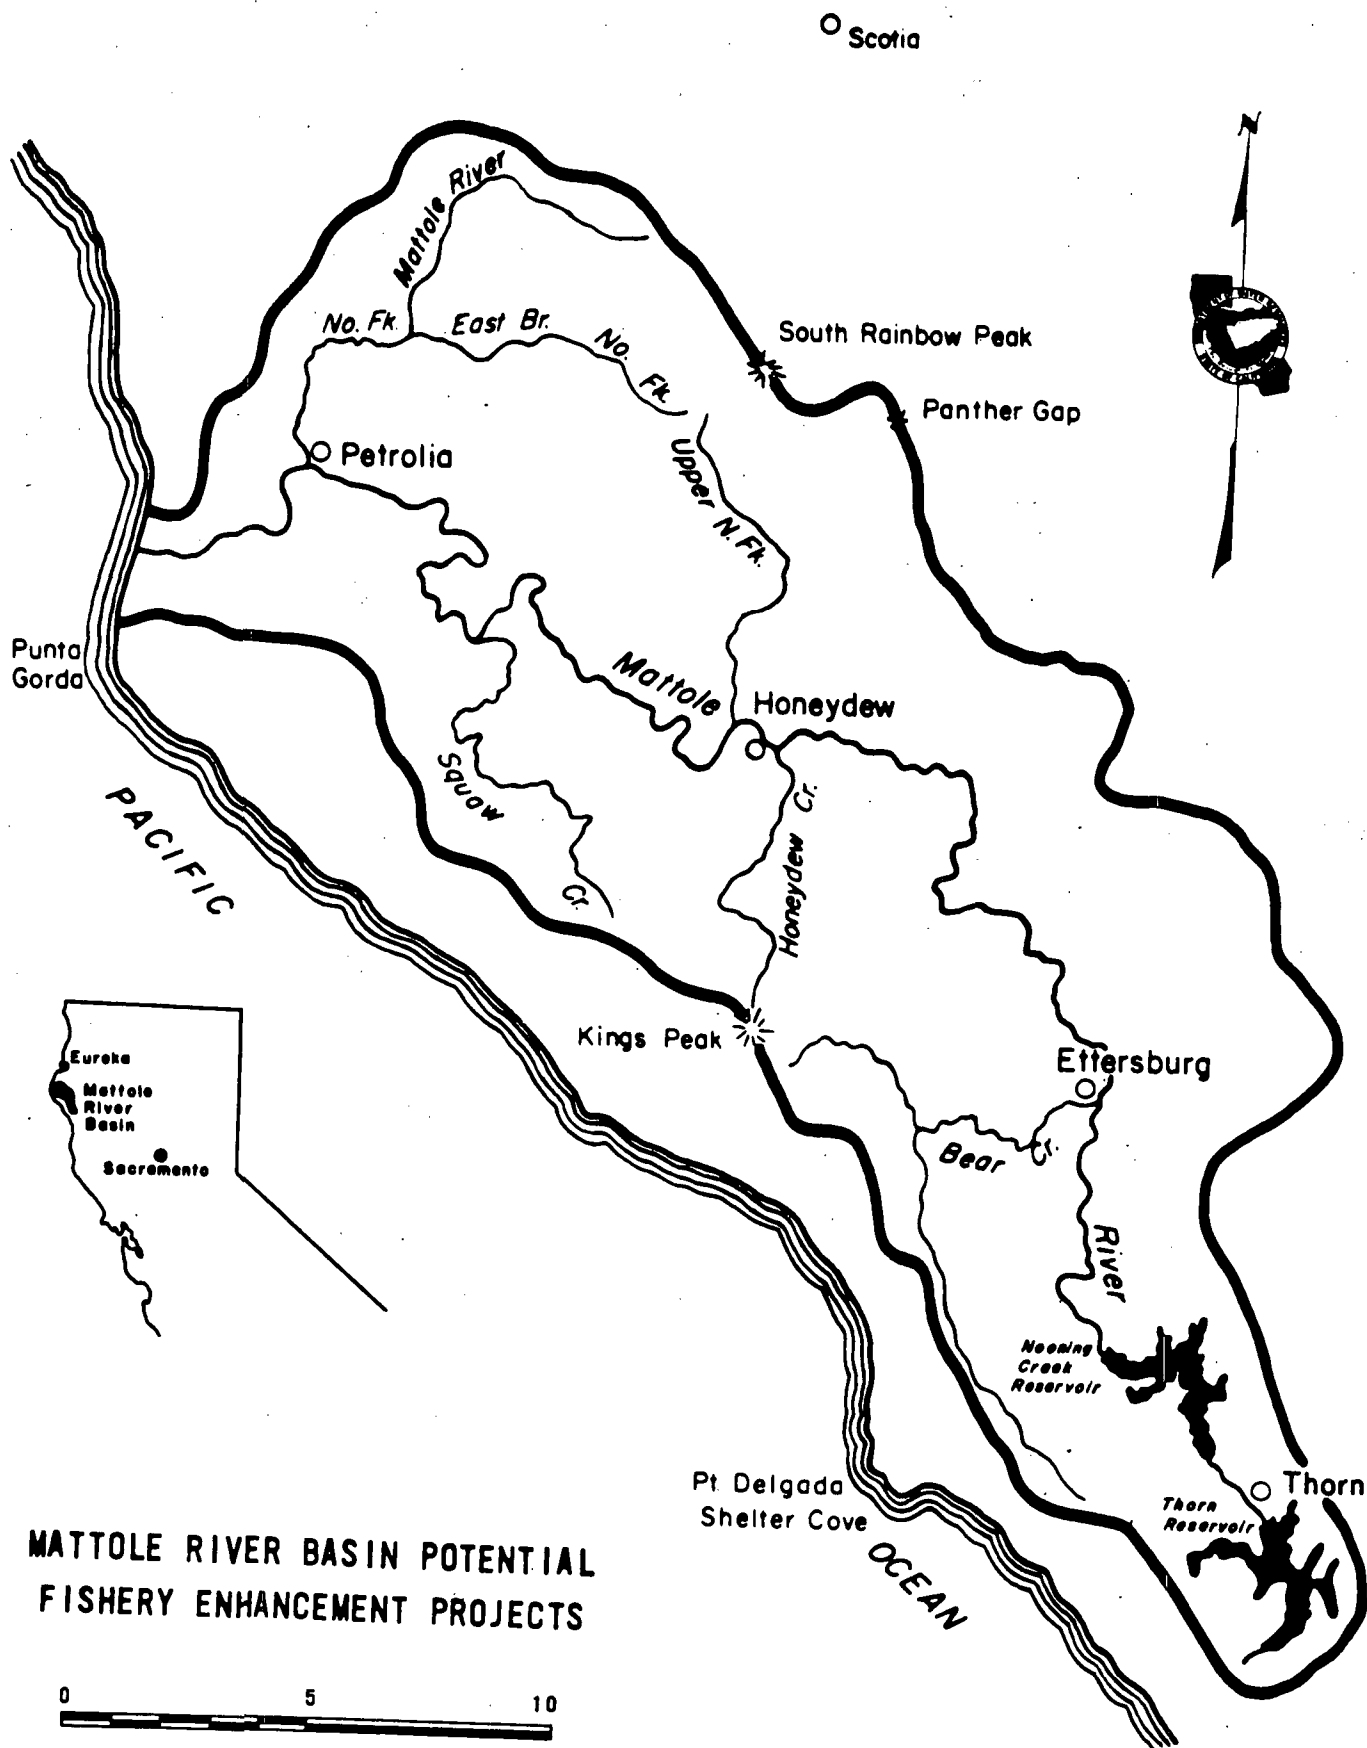 Scotia
N
Mattole River
No. Fk.
East Br.
No.
Fk.
South Rainbow Peak
Panther Gap
Petrolia
Upper N. Fk.
Punta
Gorda
Mattole
Honeydew
Squaw
Cr.
Honeydew Cr.
PACIFIC
Kings Peak
Ettersburg
Eureka
Mattole
River
Basin
Sacramento
Bear
Cr.
River
Nooning
Creek
Reservoir
Pt. Delgada
Shelter Cove
Thorn
Thorn
Reservoir
OCEAN
MATTOLE RIVER BASIN POTENTIAL
FISHERY ENHANCEMENT PROJECTS
0 5 10